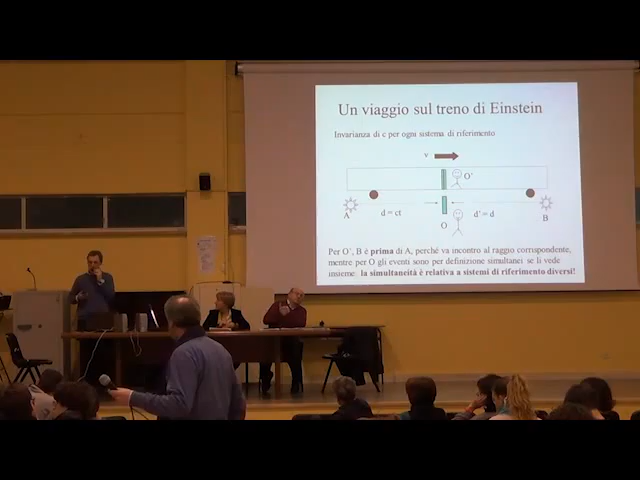 Un viaggio sul treno di Einstein
Invarianza di c per ogni sistema di riferimento
v
O'
A
d = ct
d' = d
B
O
Per O', B è prima di A, perché va incontro al raggio corrispondente,
mentre per O gli eventi sono per definizione simultanei se li vede
insieme: la simultaneità è relativa a sistemi di riferimento diversi!